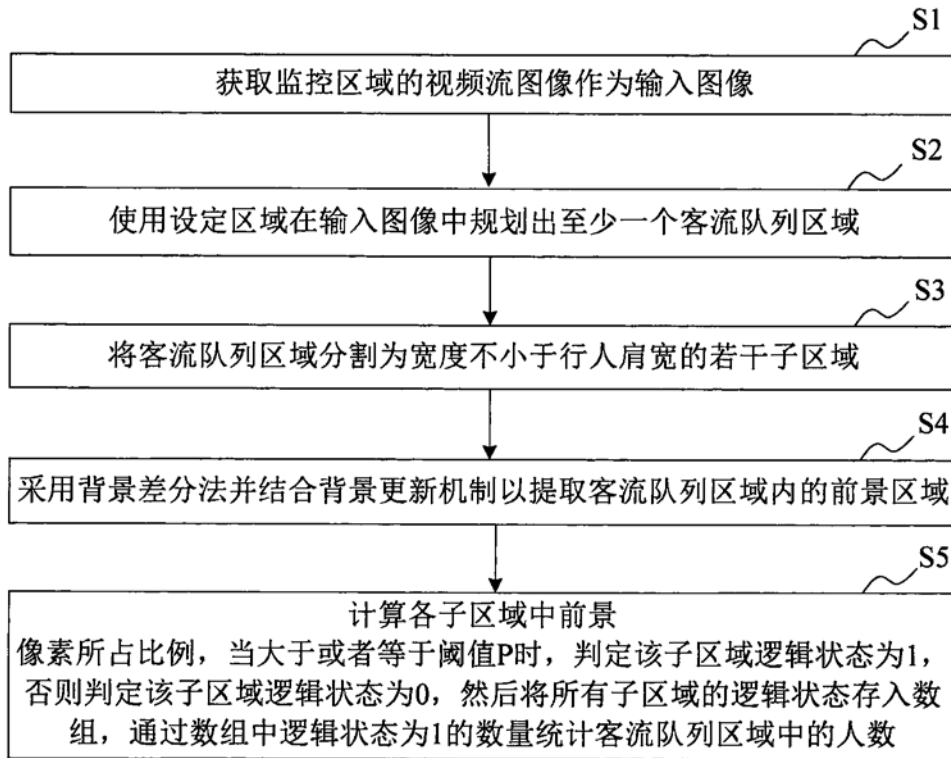 S1
获取监控区域的视频流图像作为输入图像
S2
使用设定区域在输入图像中规划出至少一个客流队列区域
S3
将客流队列区域分割为宽度不小于行人肩宽的若干子区域
S4
采用背景差分法并结合背景更新机制以提取客流队列区域内的前景区域
S5
计算各子区域中前景
像素所占比例，当大于或者等于阈值P时，判定该子区域逻辑状态为1，
否则判定该子区域逻辑状态为0，然后将所有子区域的逻辑状态存入数
组，通过数组中逻辑状态为1的数量统计客流队列区域中的人数